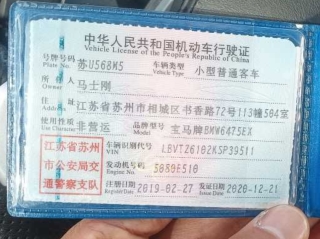 中华人民共和国机动车行驶证
Vehicle License of the People's Republic of China
号牌号码 苏U568M5 车辆类型 小型普通客车
Plate No. Vehicle Type
所有人 马士刚
Owner
住址 江苏省苏州市相城区书香路72号113幢504室
Address
使用性质 非营运 品牌型号 宝马牌BMW6475EX
Use Character Model
江苏省苏州 车辆识别代号 LBVTZ6102KSP39511
VIN
市公安局交 发动机号码 5889E510
Engine No.
通警察支队 注册日期 2019-02-27 发证日期 2020-12-21
Register Date Issue Date